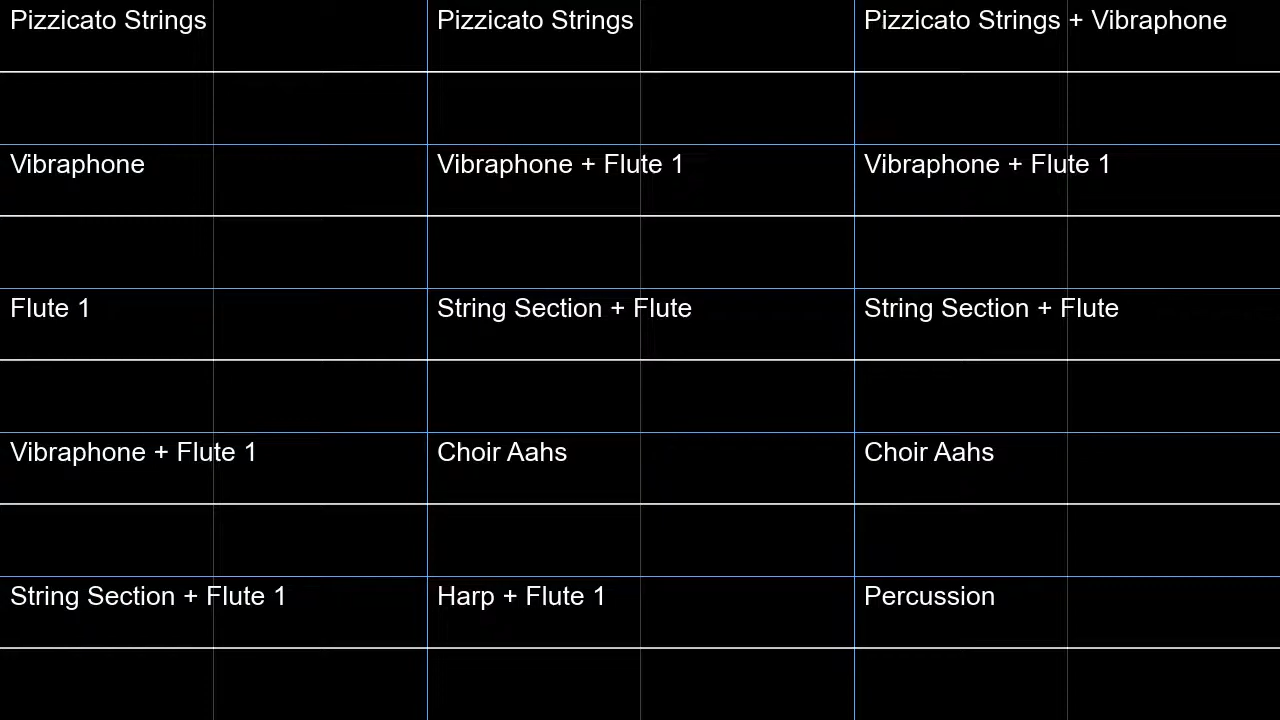 Pizzicato Strings
Pizzicato Strings
Pizzicato Strings + Vibraphone
Vibraphone
Vibraphone + Flute 1
Vibraphone + Flute 1
Flute 1
String Section + Flute
String Section + Flute
Vibraphone + Flute 1
Choir Aahs
Choir Aahs
String Section + Flute 1
Harp + Flute 1
Percussion